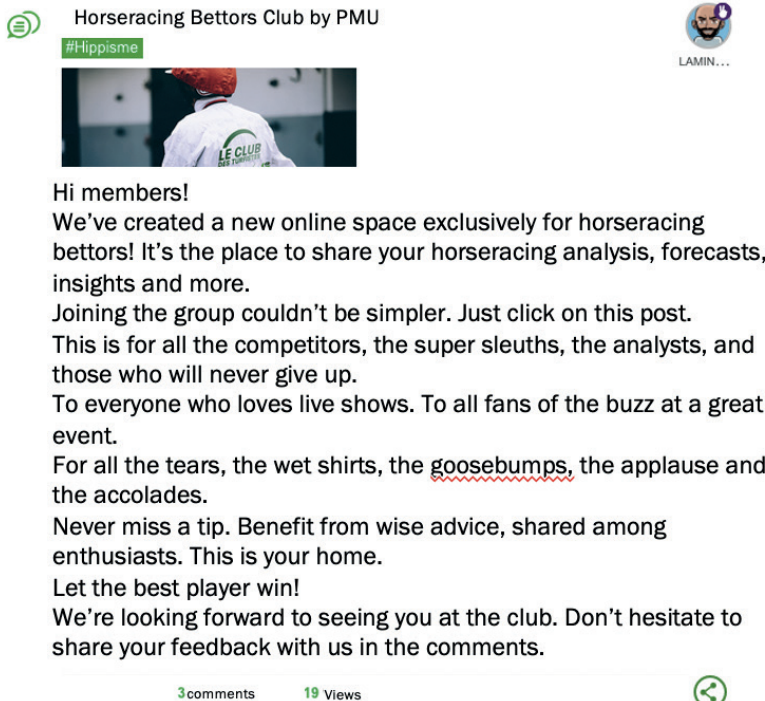 Horseracing Bettors Club by PMU
#Hippisme
LAMIN...
LE CLUB
DES TURFISTES
Hi members!
We’ve created a new online space exclusively for horseracing
bettors! It’s the place to share your horseracing analysis, forecasts,
insights and more.
Joining the group couldn’t be simpler. Just click on this post.
This is for all the competitors, the super sleuths, the analysts, and
those who will never give up.
To everyone who loves live shows. To all fans of the buzz at a great
event.
For all the tears, the wet shirts, the goosebumps, the applause and
the accolades.
Never miss a tip. Benefit from wise advice, shared among
enthusiasts. This is your home.
Let the best player win!
We’re looking forward to seeing you at the club. Don’t hesitate to
share your feedback with us in the comments.
3 comments 19 Views